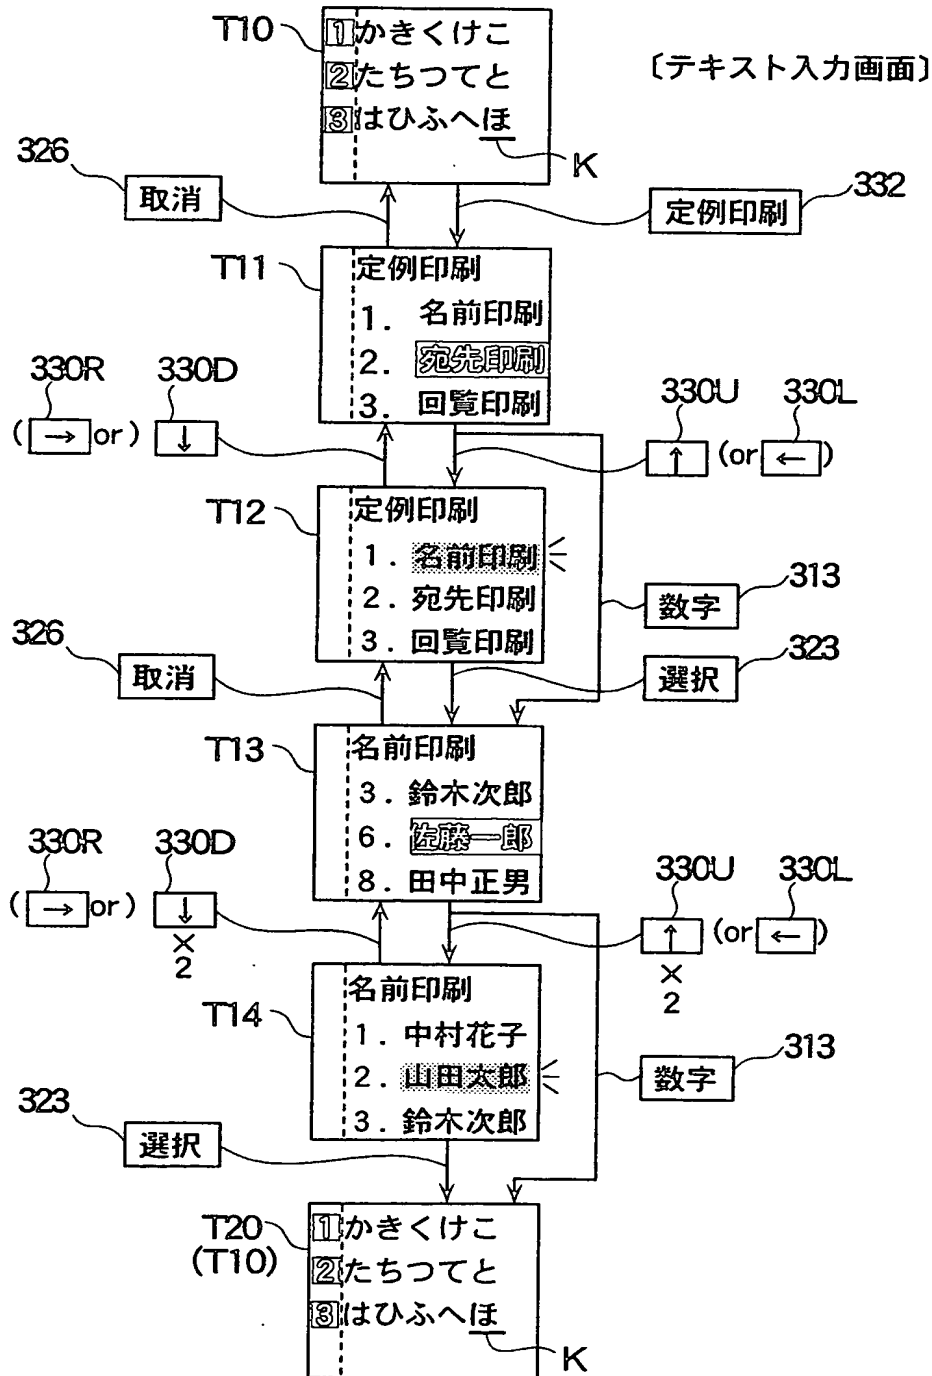 T10
1かきくけこ
2たちつてと
3はひふへほ
〔テキスト入力画面〕
K
326
取消
332
定例印刷
T11
定例印刷
1. 名前印刷
2. 宛先印刷
3. 回覧印刷
330R
330D
(→or) ↓
330U
330L
↑ (or←)
T12
定例印刷
1. 名前印刷
2. 宛先印刷
3. 回覧印刷
313
数字
326
取消
323
選択
T13
名前印刷
3. 鈴木次郎
6. 佐藤一郎
8. 田中正男
330R
330D
(→or) ↓
×
2
330U
330L
↑ (or←)
×
2
T14
名前印刷
1. 中村花子
2. 山田太郎
3. 鈴木次郎
313
数字
323
選択
T20
(T10)
1かきくけこ
2たちつてと
3はひふへほ
K